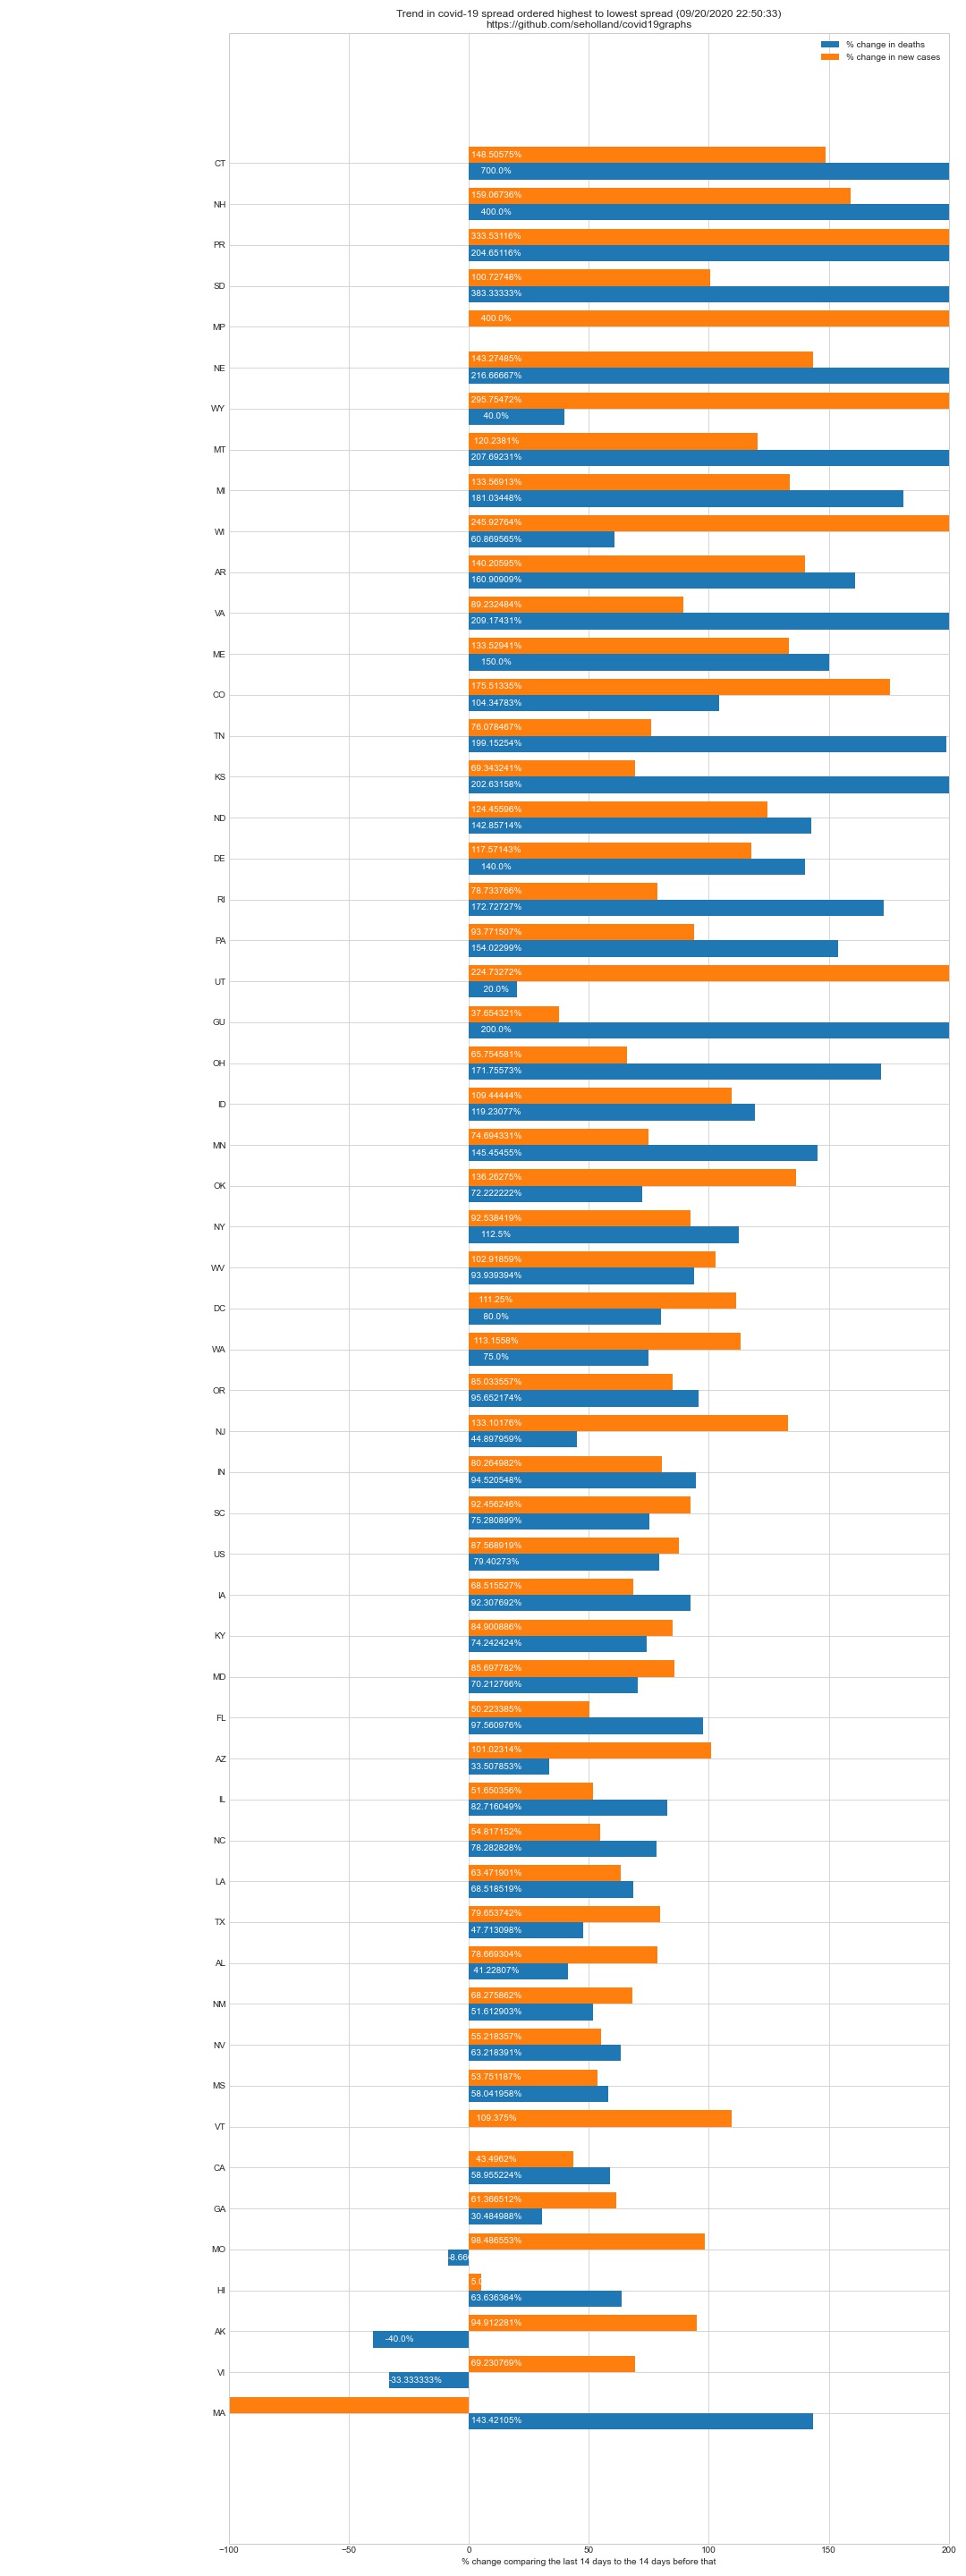 Trend in covid-19 spread ordered highest to lowest spread (09/20/2020 22:50:33)
https://github.com/seholland/covid19graphs
% change in deaths
% change in new cases
148.50575%
CT
700.0%
159.06736%
NH
400.0%
333.53116%
PR
204.65116%
100.72748%
SD
383.33333%
400.0%
MP
143.27485%
NE
216.66667%
295.75472%
WY
40.0%
120.2381%
MT
207.69231%
133.56913%
MI
181.03448%
245.92764%
WI
60.869565%
140.20595%
AR
160.90909%
89.232484%
VA
209.17431%
133.52941%
ME
150.0%
175.51335%
CO
104.34783%
76.078467%
TN
199.15254%
69.343241%
KS
202.63158%
124.45596%
ND
142.85714%
117.57143%
DE
140.0%
78.733766%
RI
172.72727%
93.771507%
PA
154.02299%
224.73272%
UT
20.0%
37.654321%
GU
200.0%
65.754581%
OH
171.75573%
109.44444%
ID
119.23077%
74.694331%
MN
145.45455%
136.26275%
OK
72.222222%
92.538419%
NY
112.5%
102.91859%
WV
93.939394%
111.25%
DC
80.0%
113.1558%
WA
75.0%
85.033557%
OR
95.652174%
133.10176%
NJ
44.897959%
80.264982%
IN
94.520548%
92.456246%
SC
75.280899%
87.568919%
US
79.40273%
68.515527%
IA
92.307692%
84.900886%
KY
74.242424%
85.697782%
MD
70.212766%
50.223385%
FL
97.560976%
101.02314%
AZ
33.507853%
51.650356%
IL
82.716049%
54.817152%
NC
78.282828%
63.471901%
LA
68.518519%
79.653742%
TX
47.713098%
78.669304%
AL
41.22807%
68.275862%
NM
51.612903%
55.218357%
NV
63.218391%
53.751187%
MS
58.041958%
109.375%
VT
43.4962%
CA
58.955224%
61.366512%
GA
30.484988%
98.486553%
MO
HI
63.636364%
94.912281%
AK
-40.0%
69.230769%
VI
-33.333333%
MA
143.42105%
−100 −50 0 50 100 150 200
% change comparing the last 14 days to the 14 days before that